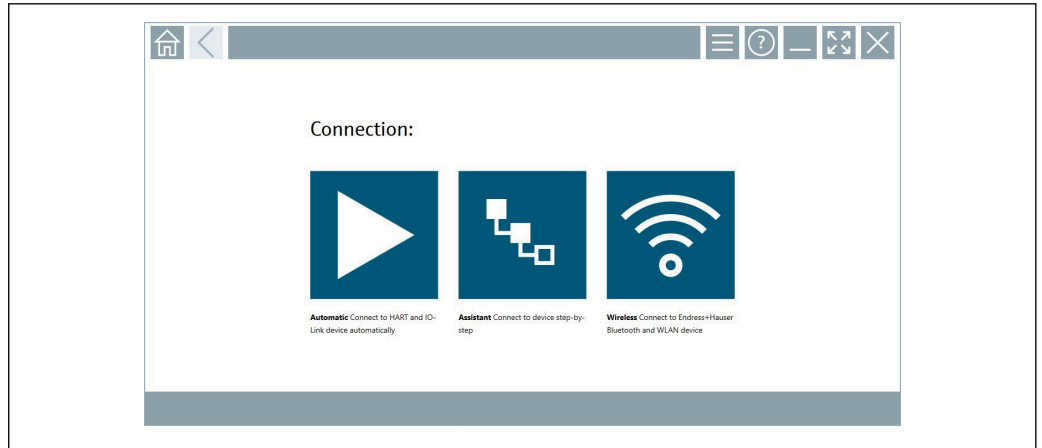 ?
Connection:
Automatic Connect to HART and IO-
Link device automatically
Assistant Connect to device step-by-
step
Wireless Connect to Endress+Hauser
Bluetooth and WLAN device